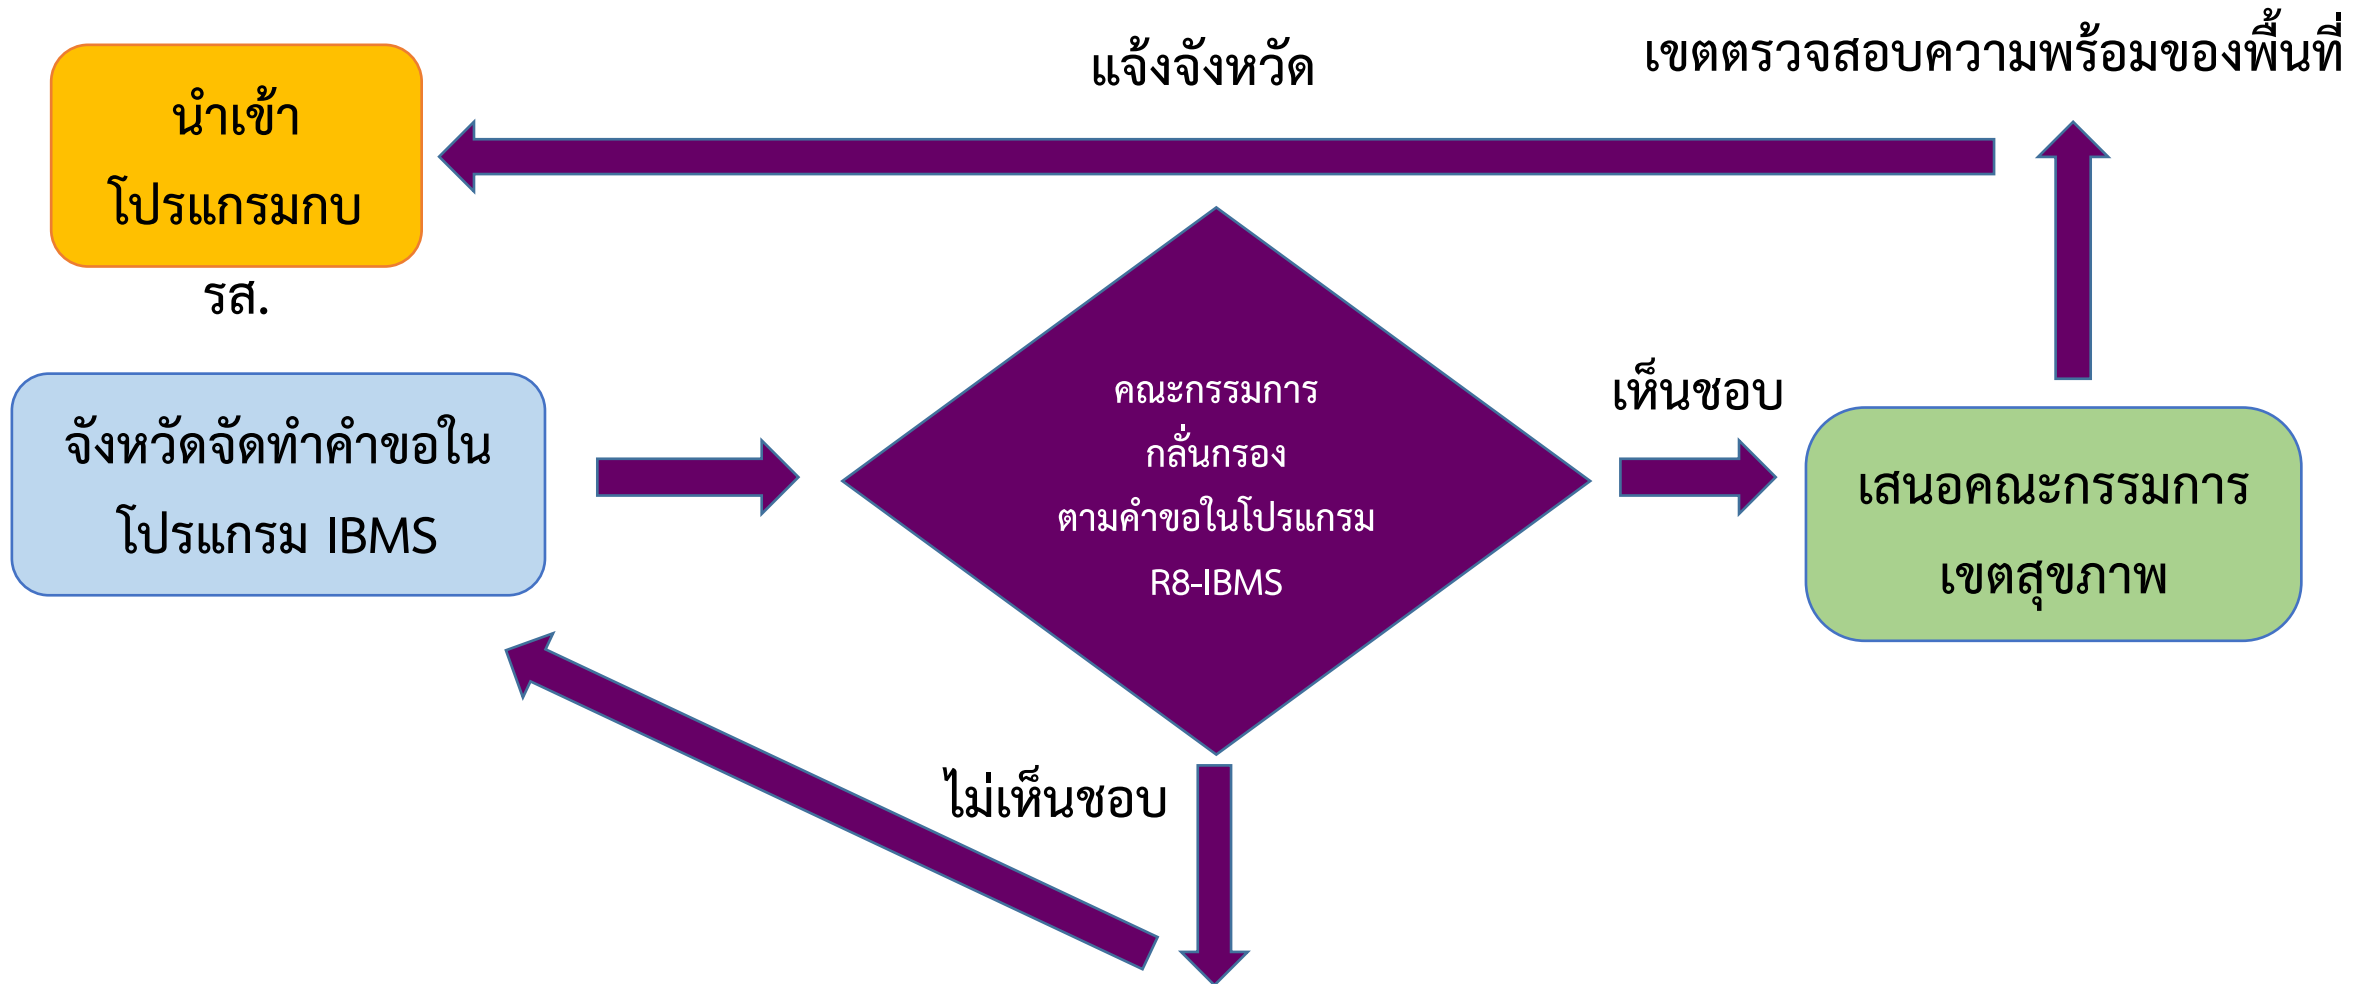 แจ้งจังหวัด
เขตตรวจสอบความพร้อมของพื้นที่
นำเข้า
โปรแกรมกบ
รส.
จังหวัดจัดทำคำขอใน
โปรแกรม IBMS
คณะกรรมการ
กลั่นกรอง
ตามคำขอในโปรแกรม
R8-IBMS
เห็นชอบ
เสนอคณะกรรมการ
เขตสุขภาพ
ไม่เห็นชอบ